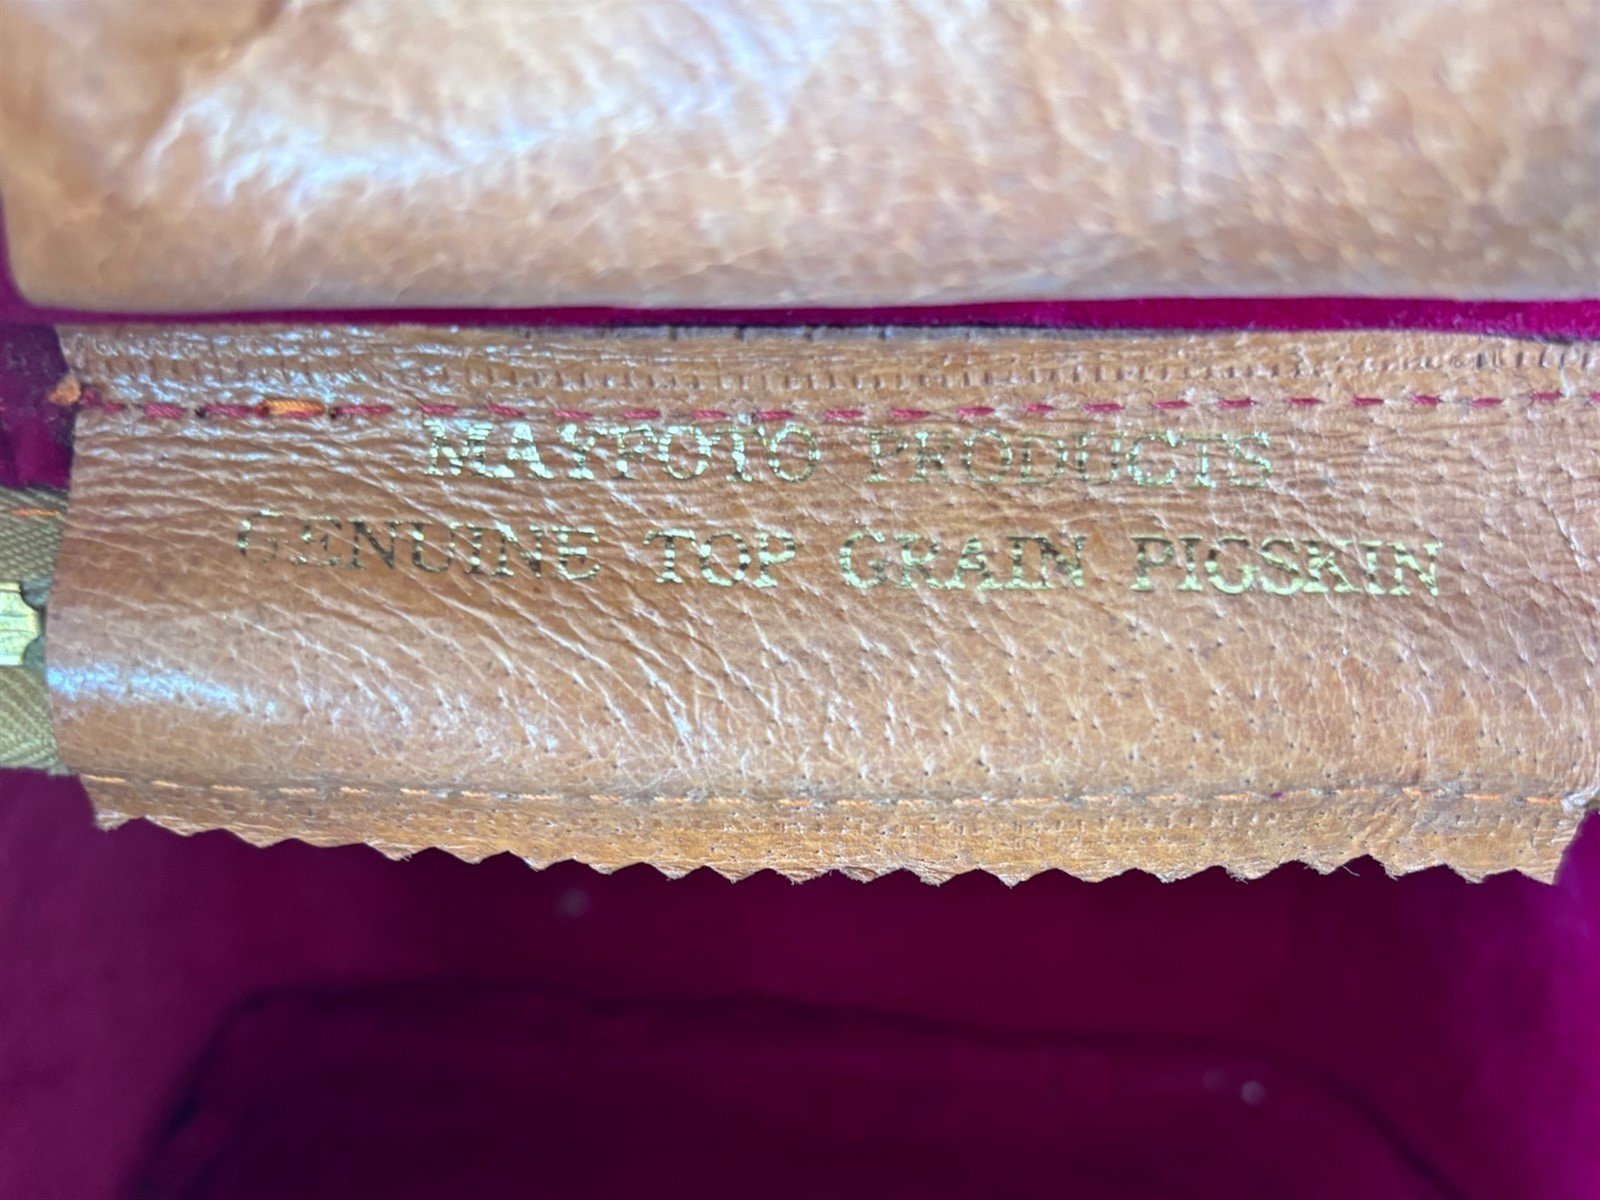 MAYFOTO PRODUCTS
GENUINE TOP GRAIN PIGSKIN